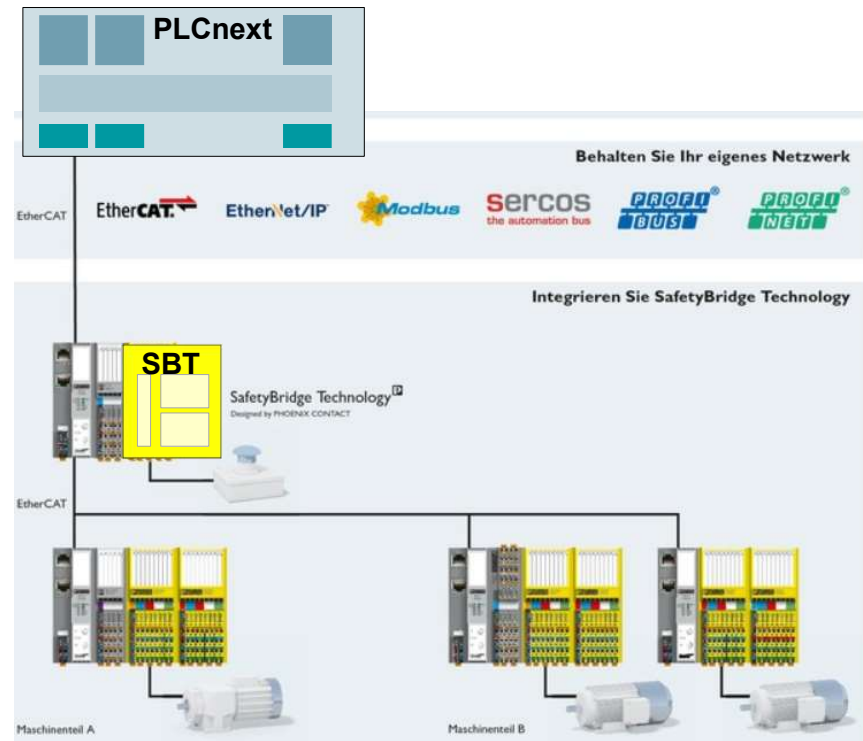 PLCnext
Behalten Sie Ihr eigenes Netzwerk
EtherCAT
EtherCAT.
EtherNet/IP
Modbus
sercos
the automation bus
PROFI
BUS
PROFI
NET
Integrieren Sie SafetyBridge Technology
SBT
SafetyBridge Technology
Designed by PHOENIX CONTACT
EtherCAT
Maschinenteil A
Maschinenteil B